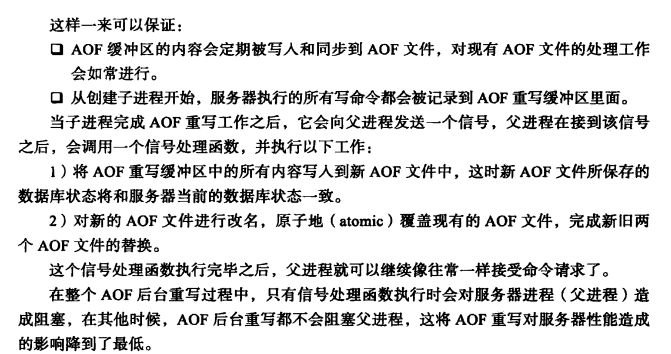 这样一来可以保证：
❑ AOF 缓冲区的内容会定期被写入和同步到 AOF 文件，对现有 AOF 文件的处理工作
会如常进行。
❑ 从创建子进程开始，服务器执行的所有写命令都会被记录到 AOF 重写缓冲区里面。
当子进程完成 AOF 重写工作之后，它会向父进程发送一个信号，父进程在接到该信号
之后，会调用一个信号处理函数，并执行以下工作：
1）将 AOF 重写缓冲区中的所有内容写入到新 AOF 文件中，这时新 AOF 文件所保存的
数据库状态将和服务器当前的数据库状态一致。
2）对新的 AOF 文件进行改名，原子地（atomic）覆盖现有的 AOF 文件，完成新旧两
个 AOF 文件的替换。
这个信号处理函数执行完毕之后，父进程就可以继续像往常一样接受命令请求了。
在整个 AOF 后台重写过程中，只有信号处理函数执行时会对服务器进程（父进程）造
成阻塞，在其他时候，AOF 后台重写都不会阻塞父进程，这将 AOF 重写对服务器性能造成
的影响降到了最低。